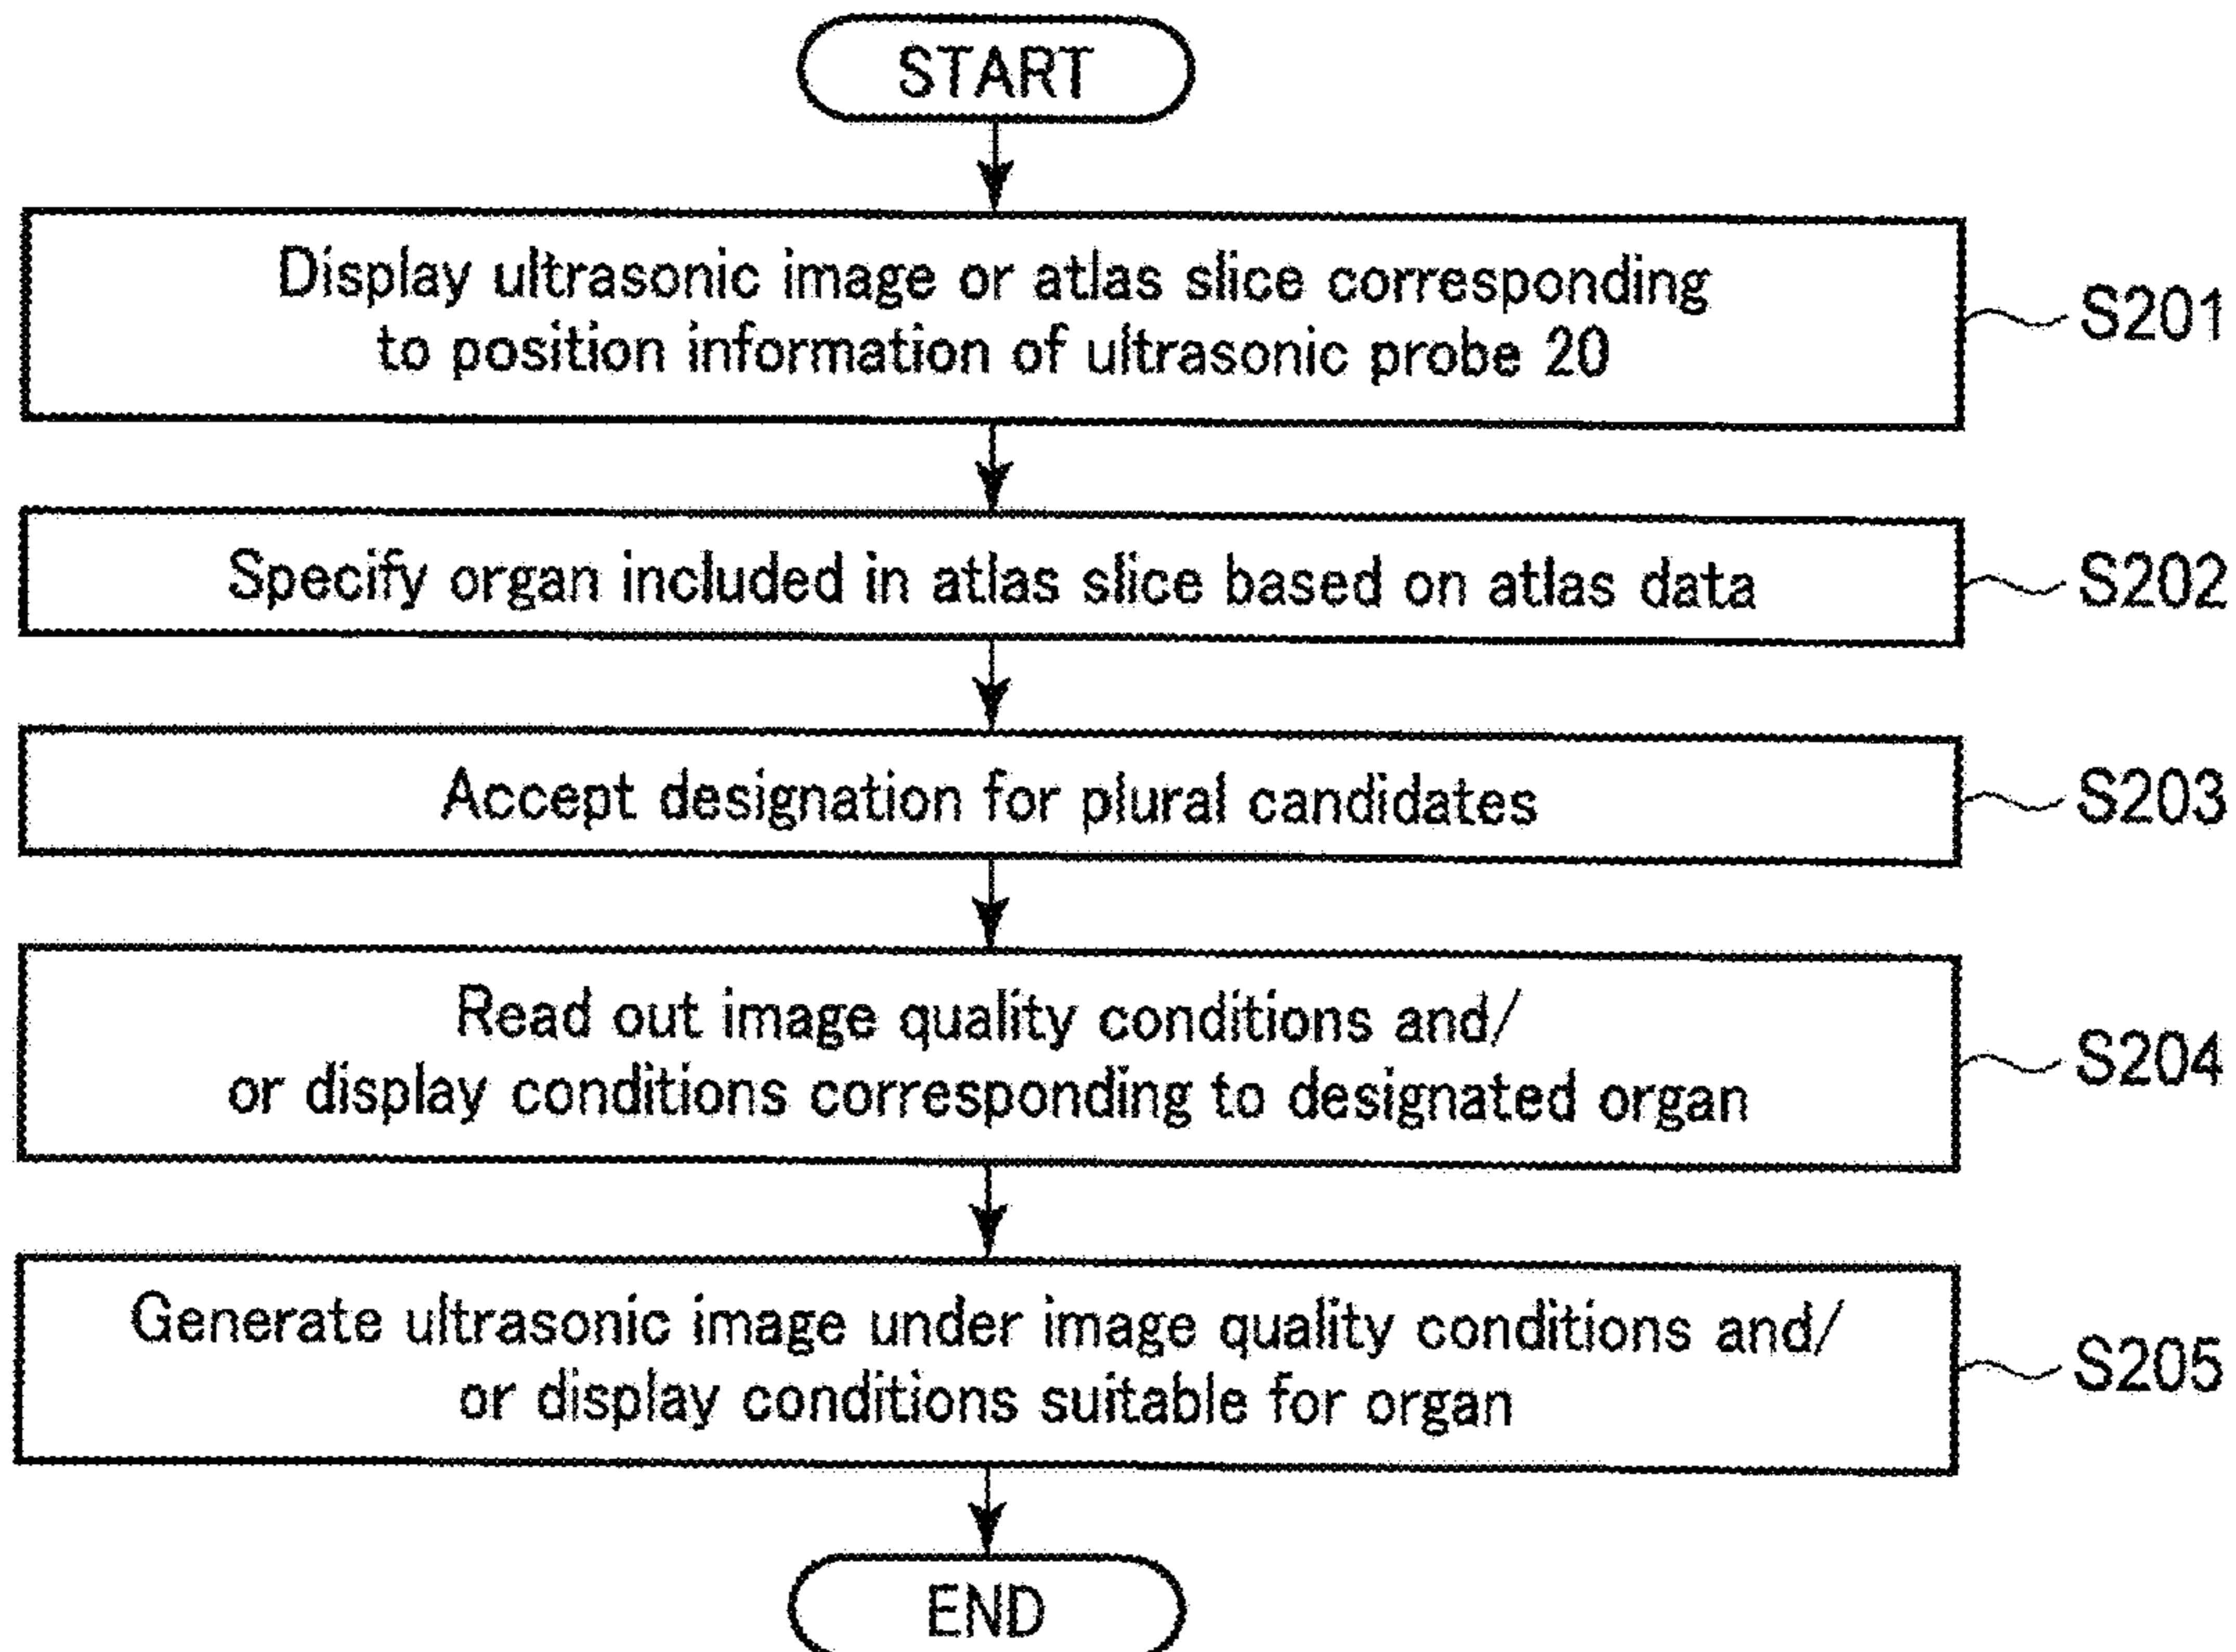 START
Display ultrasonic image or atlas slice corresponding
to position information of ultrasonic probe 20
S201
Specify organ included in atlas slice based on atlas data
S202
Accept designation for plural candidates
S203
Read out image quality conditions and/
or display conditions corresponding to designated organ
S204
Generate ultrasonic image under image quality conditions and/
or display conditions suitable for organ
S205
END